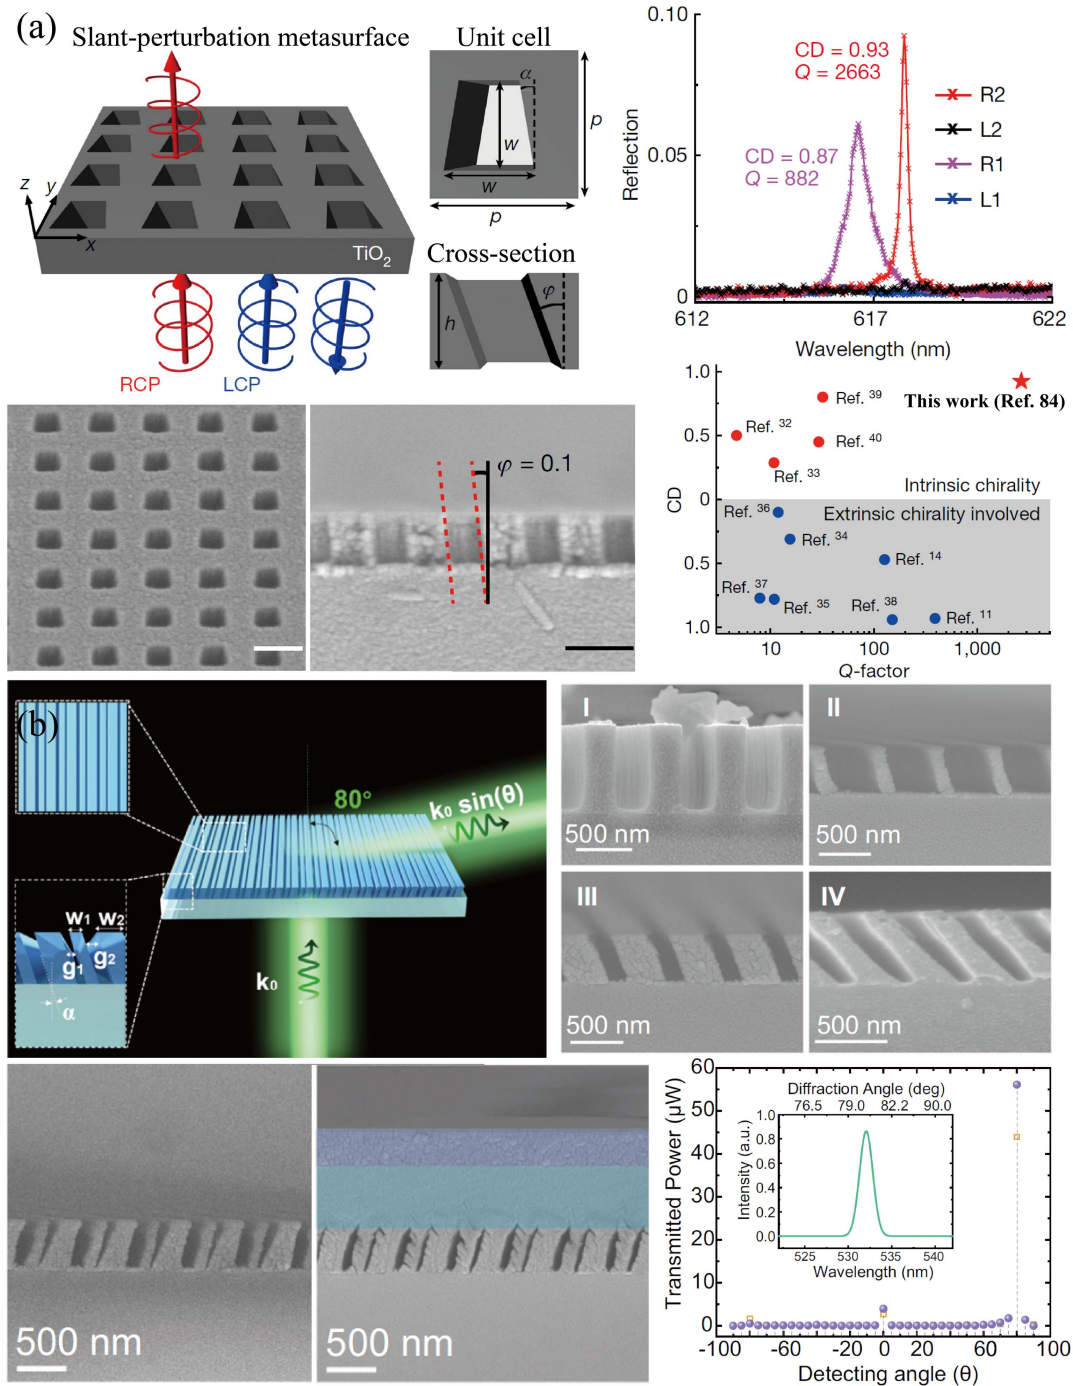 (a)
Slant-perturbation metasurface
Unit cell
α
w
w
p
p
z
y
x
TiO2
RCP
LCP
Cross-section
h
φ
0.10
0.05
0
Reflection
CD = 0.93
Q = 2663
CD = 0.87
Q = 882
R2
L2
R1
L1
612
617
622
Wavelength (nm)
φ = 0.1
1.0
0.5
0
0.5
1.0
CD
This work (Ref. 84)
Ref. 39
Ref. 32
Ref. 40
Ref. 33
Intrinsic chirality
Extrinsic chirality involved
Ref. 36
Ref. 34
Ref. 14
Ref. 37
Ref. 35
Ref. 38
Ref. 11
10
100
1,000
Q-factor
(b)
80°
k0 sin(θ)
k0
w1
w2
g1
g2
α
I
500 nm
II
500 nm
III
500 nm
IV
500 nm
500 nm
500 nm
60
50
40
30
20
10
0
Transmitted Power (μW)
Diffraction Angle (deg)
76.5 79.0 82.2 90.0
1.0
0.8
0.6
0.4
0.2
0.0
Intensity (a.u.)
525 530 535 540
Wavelength (nm)
-100 -60 -20 0 20 60 100
Detecting angle (θ)